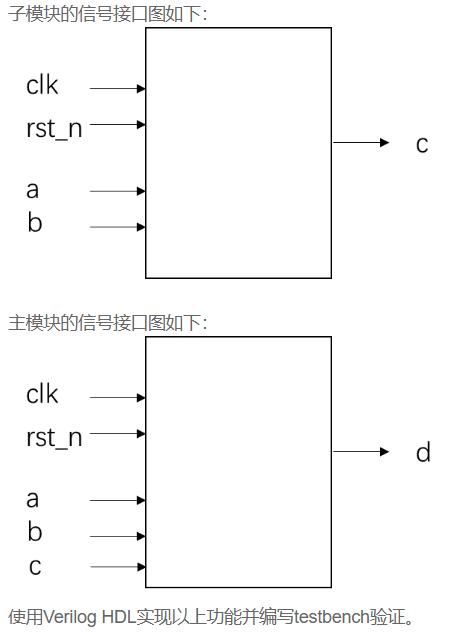 子模块的信号接口图如下:
clk
rst_n
c
a
b
主模块的信号接口图如下:
clk
rst_n
d
a
b
c
使用Verilog HDL实现以上功能并编写testbench验证。